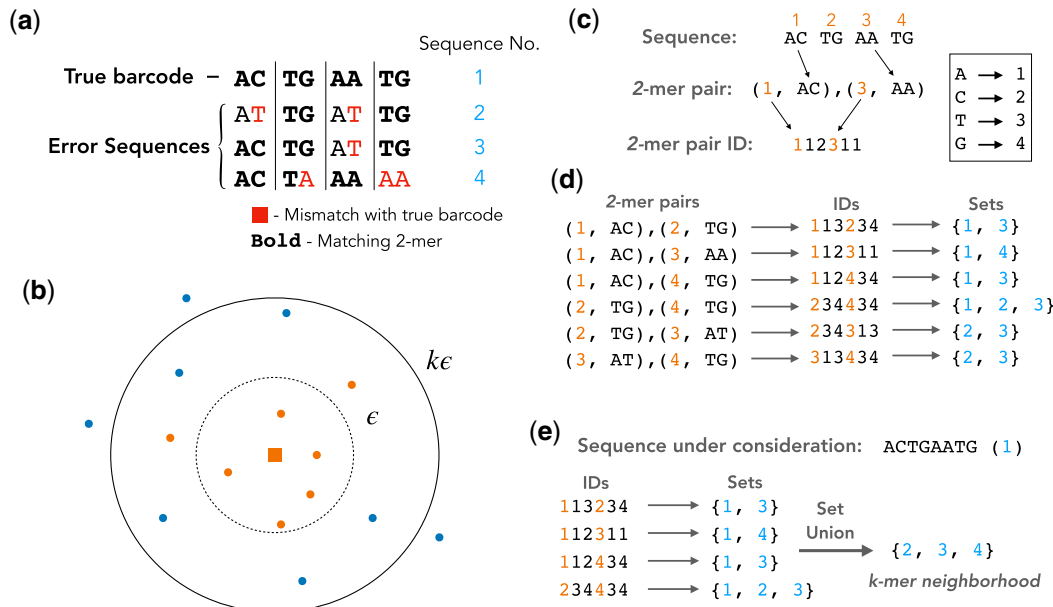 (a)
Sequence No.
True barcode – AC TG AA TG 1
AT TG AT TG 2
Error Sequences AC TG AT TG 3
AC TA AA AA 4
- Mismatch with true barcode
Bold - Matching 2-mer
(b)
kϵ
ϵ
(c)
1 2 3 4
Sequence: AC TG AA TG
2-mer pair: (1, AC),(3, AA)
2-mer pair ID: 112311
A 1
C 2
T 3
G 4
(d)
2-mer pairs IDs Sets
(1, AC),(2, TG) 113234 {1, 3}
(1, AC),(3, AA) 112311 {1, 4}
(1, AC),(4, TG) 112434 {1, 3}
(2, TG),(4, TG) 234434 {1, 2, 3}
(2, TG),(3, AT) 234313 {2, 3}
(3, AT),(4, TG) 313434 {2, 3}
(e)
Sequence under consideration: ACTGAATG (1)
IDs Sets
113234 {1, 3}
112311 {1, 4}
112434 {1, 3}
234434 {1, 2, 3}
Set
Union
{2, 3, 4}
k-mer neighborhood